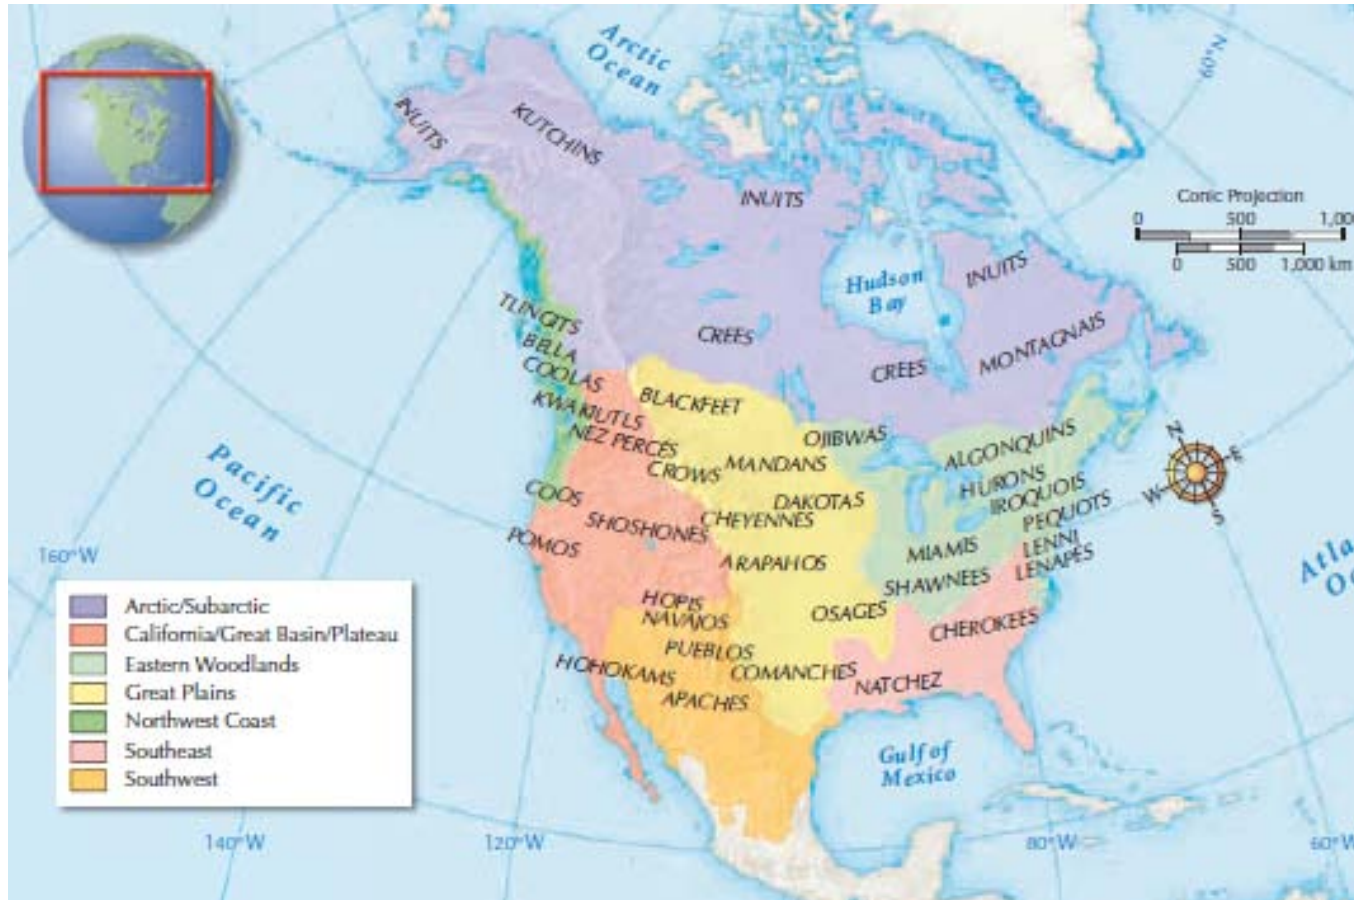 Arctic
Ocean
60°N
INUITS
KUTCHINS
INUITS
Conic Projection
0 500 1,00
0 500 1,000 km
Hudson
Bay
INUITS
TLINGITS
BELLA
COOLAS
CREES
CREES
MONTAGNAIS
KWAKIUTLS
NEZ PERCÉS
BLACKFEET
CROWS
MANDANS
OJIBWAS
ALGONQUINS
HURONS
IROQUOIS
PEQUOTS
LENNI
LENAPES
N
E
W
S
Pacific
Ocean
COOS
SHOSHONES
POMOS
DAKOTAS
CHEYENNES
ARAPAHOS
MIAMIS
SHAWNEES
160°W
Atla
Oc
HOPIS
NAVAJOS
PUEBLOS
HOHOKAMS
APACHES
OSAGES
COMANCHES
CHEROKEES
NATCHEZ
Gulf of
Mexico
Arctic/Subarctic
California/Great Basin/Plateau
Eastern Woodlands
Great Plains
Northwest Coast
Southeast
Southwest
140°W
120°W
80°W
60°W